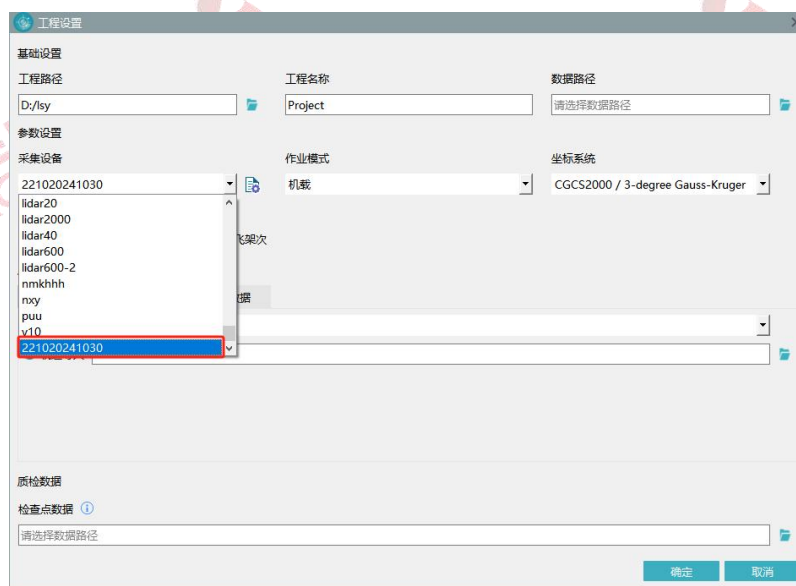 工程设置
基础设置
工程路径 工程名称 数据路径
D:/lsy Project 请选择数据路径
参数设置
采集设备 作业模式 坐标系统
221020241030 机载 CGCS2000 / 3-degree Gauss-Kruger
lidar20
lidar2000
lidar40
飞架次
lidar600
lidar600-2
nmkhhh
nxy 数据
puu
v10
221020241030
质检数据
检查点数据
请选择数据路径
确定 取消